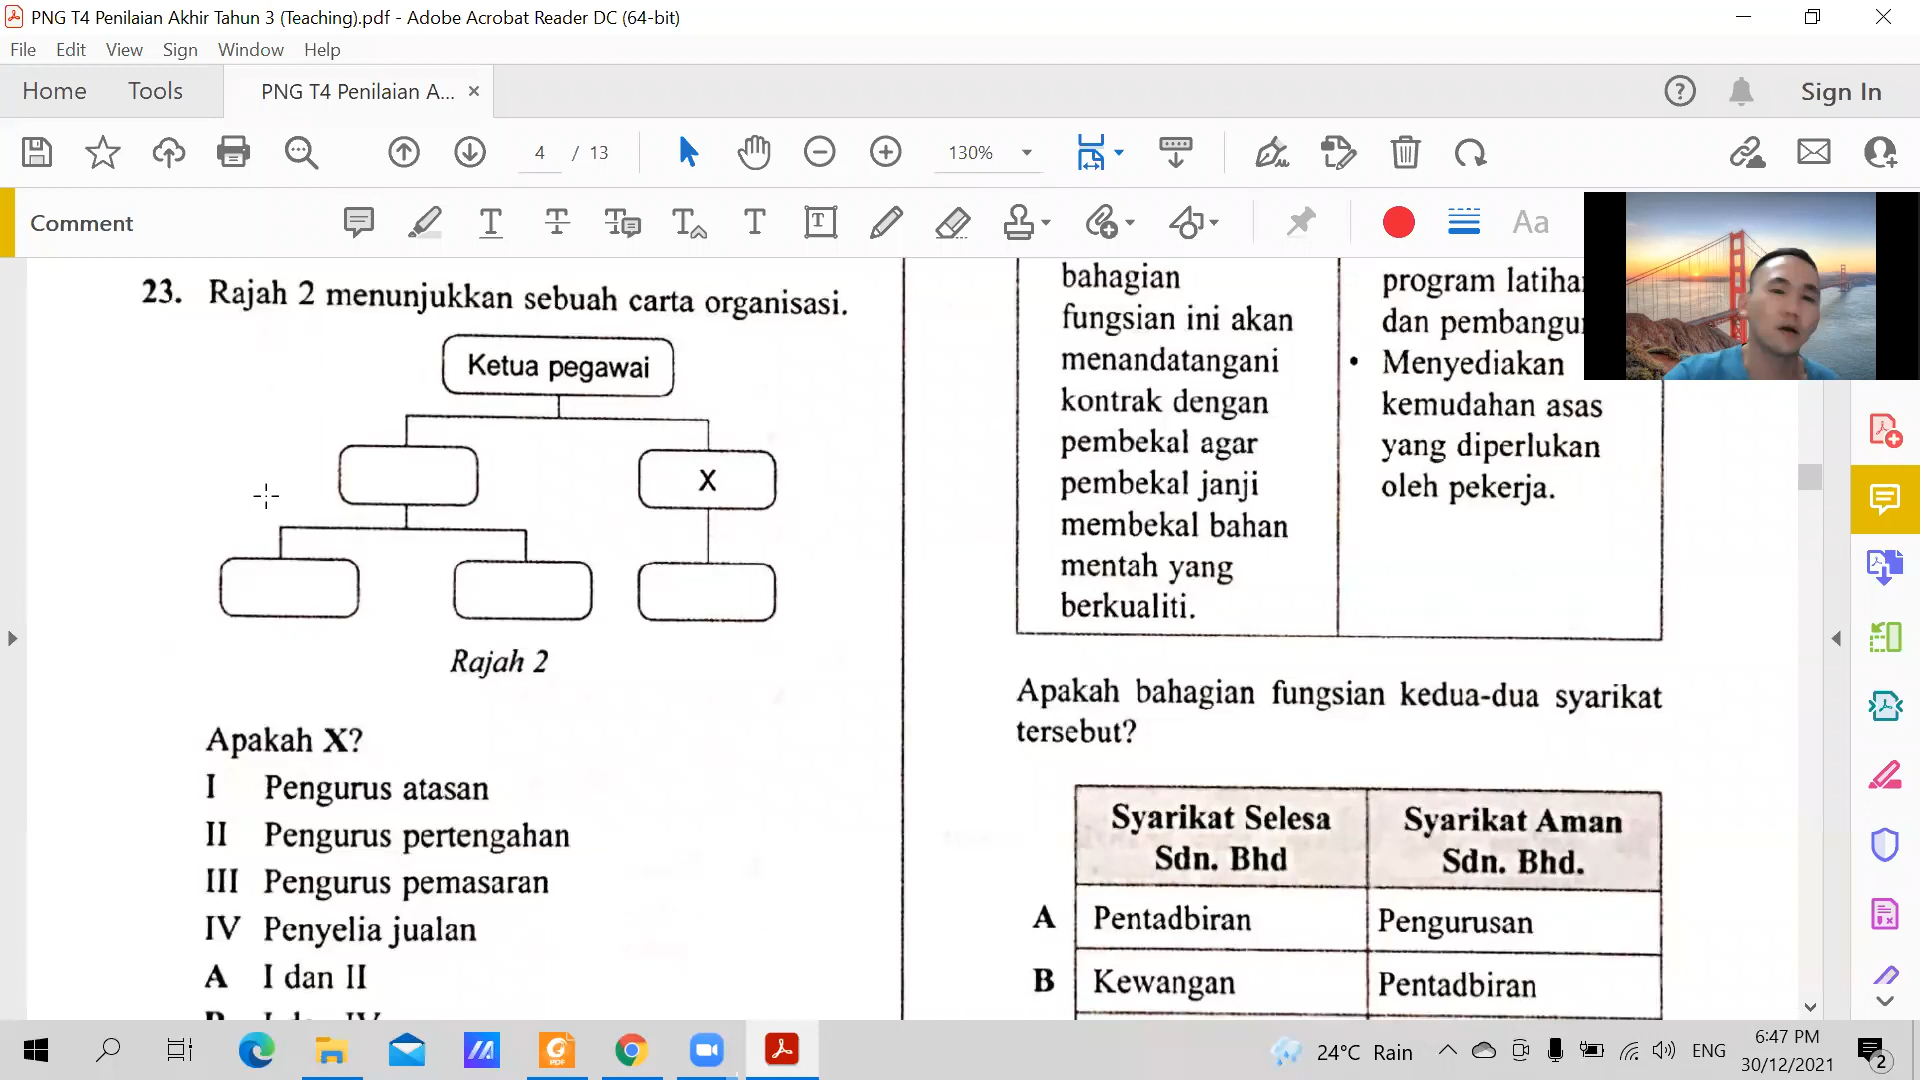 PNG T4 Penilaian Akhir Tahun 3 (Teaching).pdf - Adobe Acrobat Reader DC (64-bit)
File Edit View Sign Window Help
Home Tools PNG T4 Penilaian A... × Sign In
4 / 13 130%
Comment Aa
23. Rajah 2 menunjukkan sebuah carta organisasi.
Ketua pegawai
X
Rajah 2
Apakah X?
I Pengurus atasan
II Pengurus pertengahan
III Pengurus pemasaran
IV Penyelia jualan
A I dan II
bahagian
fungsian ini akan
menandatangani
kontrak dengan
pembekal agar
pembekal janji
membekal bahan
mentah yang
berkualiti.
program
dan
• Menyediakan
kemudahan asas
yang diperlukan
oleh pekerja.
Apakah bahagian fungsian kedua-dua syarikat
tersebut?
Syarikat Selesa
Sdn. Bhd
Syarikat Aman
Sdn. Bhd.
A Pentadbiran Pengurusan
B Kewangan Pentadbiran
24°C Rain ENG
6:47 PM
30/12/2021
2